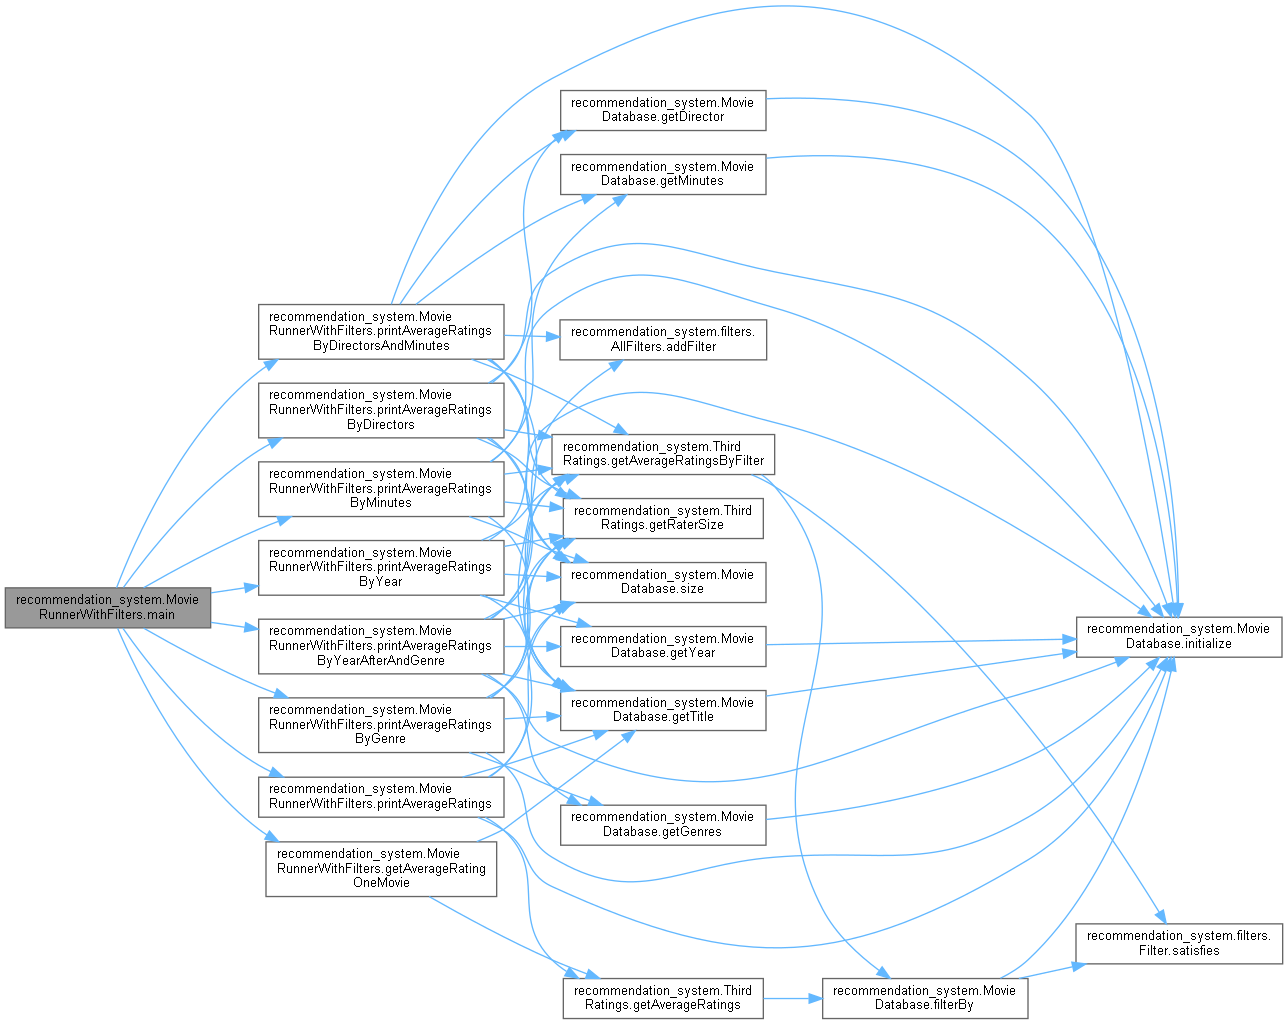 recommendation_system.Movie
RunnerWithFilters.main
recommendation_system.Movie
RunnerWithFilters.printAverageRatings
ByDirectorsAndMinutes
recommendation_system.Movie
RunnerWithFilters.printAverageRatings
ByDirectors
recommendation_system.Movie
RunnerWithFilters.printAverageRatings
ByMinutes
recommendation_system.Movie
RunnerWithFilters.printAverageRatings
ByYear
recommendation_system.Movie
RunnerWithFilters.printAverageRatings
ByYearAfterAndGenre
recommendation_system.Movie
RunnerWithFilters.printAverageRatings
ByGenre
recommendation_system.Movie
RunnerWithFilters.printAverageRatings
recommendation_system.Movie
RunnerWithFilters.getAverageRating
OneMovie
recommendation_system.Movie
Database.getDirector
recommendation_system.Movie
Database.getMinutes
recommendation_system.filters.
AllFilters.addFilter
recommendation_system.Third
Ratings.getAverageRatingsByFilter
recommendation_system.Third
Ratings.getRaterSize
recommendation_system.Movie
Database.size
recommendation_system.Movie
Database.getYear
recommendation_system.Movie
Database.getTitle
recommendation_system.Movie
Database.getGenres
recommendation_system.Third
Ratings.getAverageRatings
recommendation_system.Movie
Database.filterBy
recommendation_system.Movie
Database.initialize
recommendation_system.filters.
Filter.satisfies